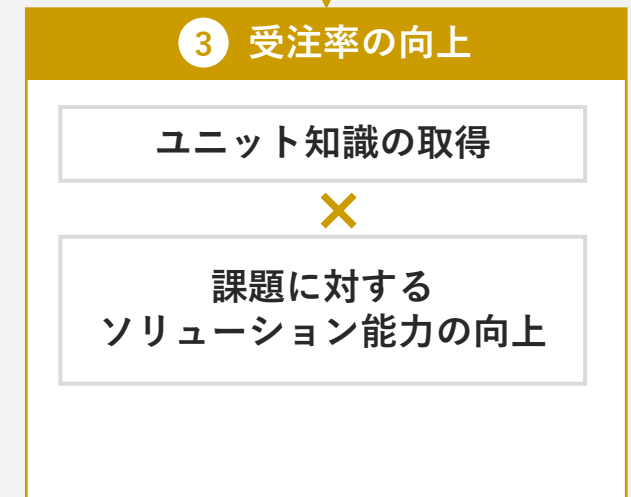 3 受注率の向上
ユニット知識の取得
×
課題に対する
ソリューション能力の向上